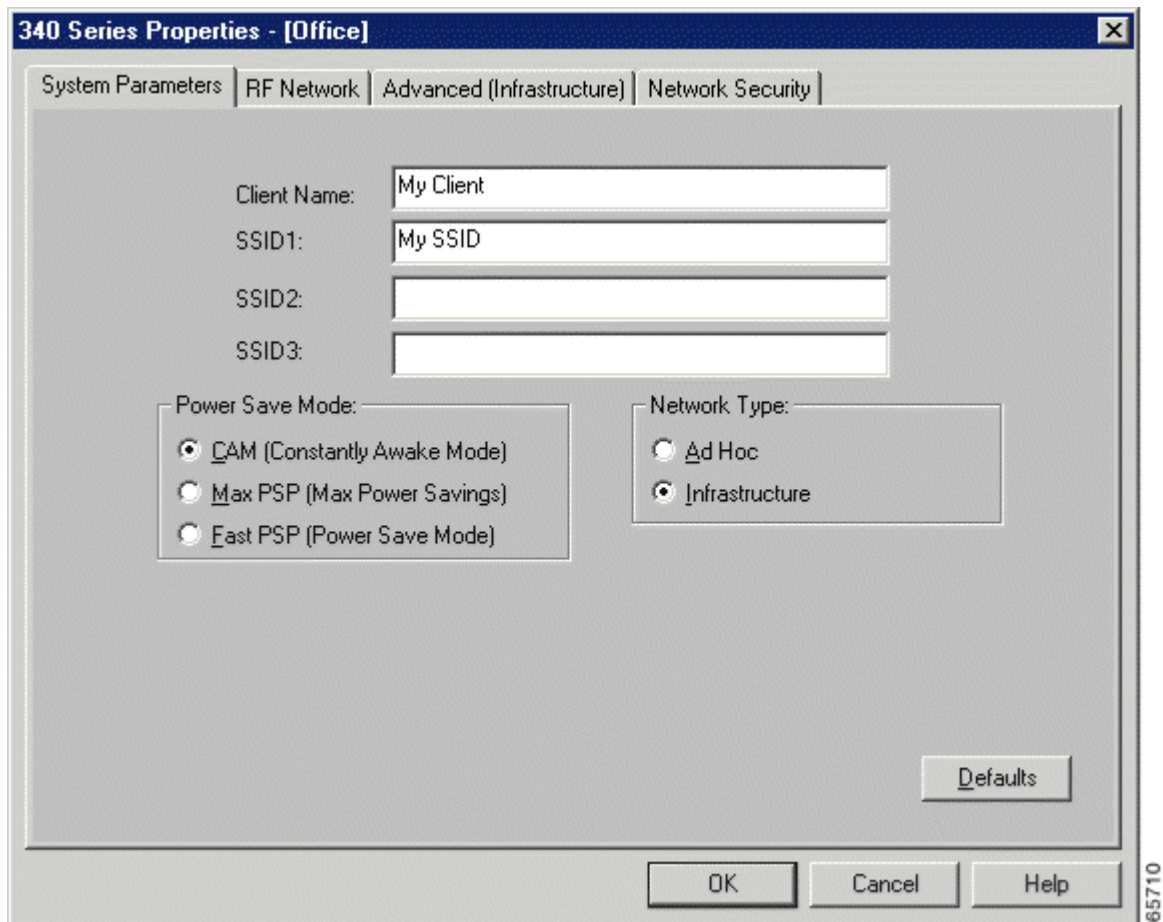 340 Series Properties - [Office]
System Parameters
RF Network
Advanced (Infrastructure)
Network Security
Client Name:
My Client
SSID1:
My SSID
SSID2:
SSID3:
Power Save Mode:
CAM (Constantly Awake Mode)
Max PSP (Max Power Savings)
Fast PSP (Power Save Mode)
Network Type:
Ad Hoc
Infrastructure
Defaults
OK
Cancel
Help
65710